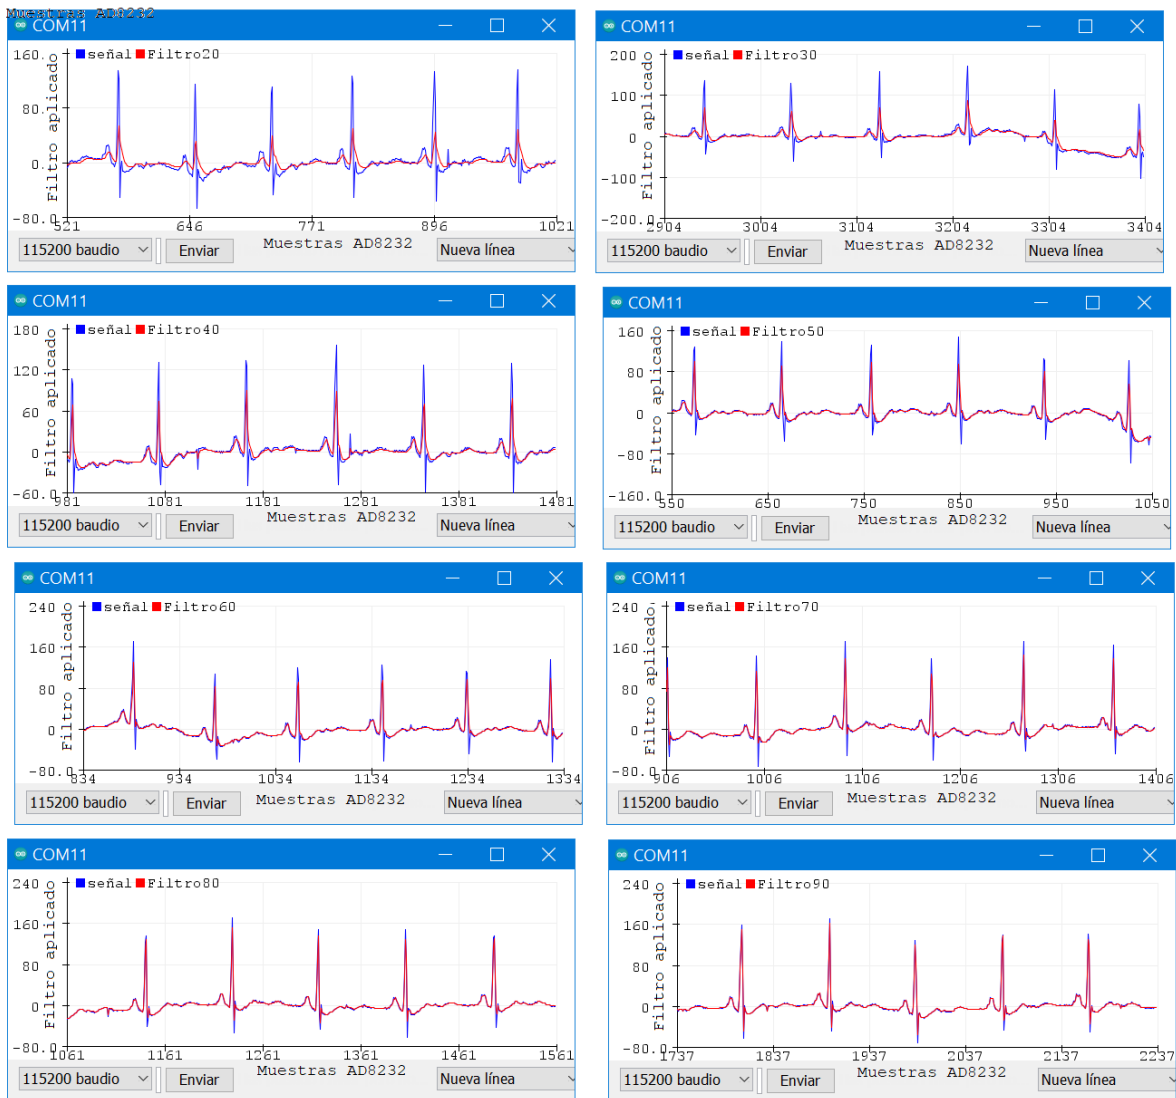 Muestras AD8232
COM11
señal Filtro20
Filtro aplicado
160.
80.
0.
-80.0
521 646 771 896 1021
Muestras AD8232
115200 baudio Enviar Nueva línea
COM11
señal Filtro30
Filtro aplicado
200
100
0
-100
-200.0
2904 3004 3104 3204 3304 3404
Muestras AD8232
115200 baudio Enviar Nueva línea
COM11
señal Filtro40
Filtro aplicado
180
120
60
0
-60.0
981 1081 1181 1281 1381 1481
Muestras AD8232
115200 baudio Enviar Nueva línea
COM11
señal Filtro50
Filtro aplicado
160
80
0
-80
-160.0
550 650 750 850 950 1050
Muestras AD8232
115200 baudio Enviar Nueva línea
COM11
señal Filtro60
Filtro aplicado
240
160
80
0
-80.0
834 934 1034 1134 1234 1334
Muestras AD8232
115200 baudio Enviar Nueva línea
COM11
señal Filtro70
Filtro aplicado
240
160
80
0
-80.0
906 1006 1106 1206 1306 1406
Muestras AD8232
115200 baudio Enviar Nueva línea
COM11
señal Filtro80
Filtro aplicado
240
160
80
0
-80.0
1061 1161 1261 1361 1461 1561
Muestras AD8232
115200 baudio Enviar Nueva línea
COM11
señal Filtro90
Filtro aplicado
240
160
80
0
-80.0
1737 1837 1937 2037 2137 2237
Muestras AD8232
115200 baudio Enviar Nueva línea